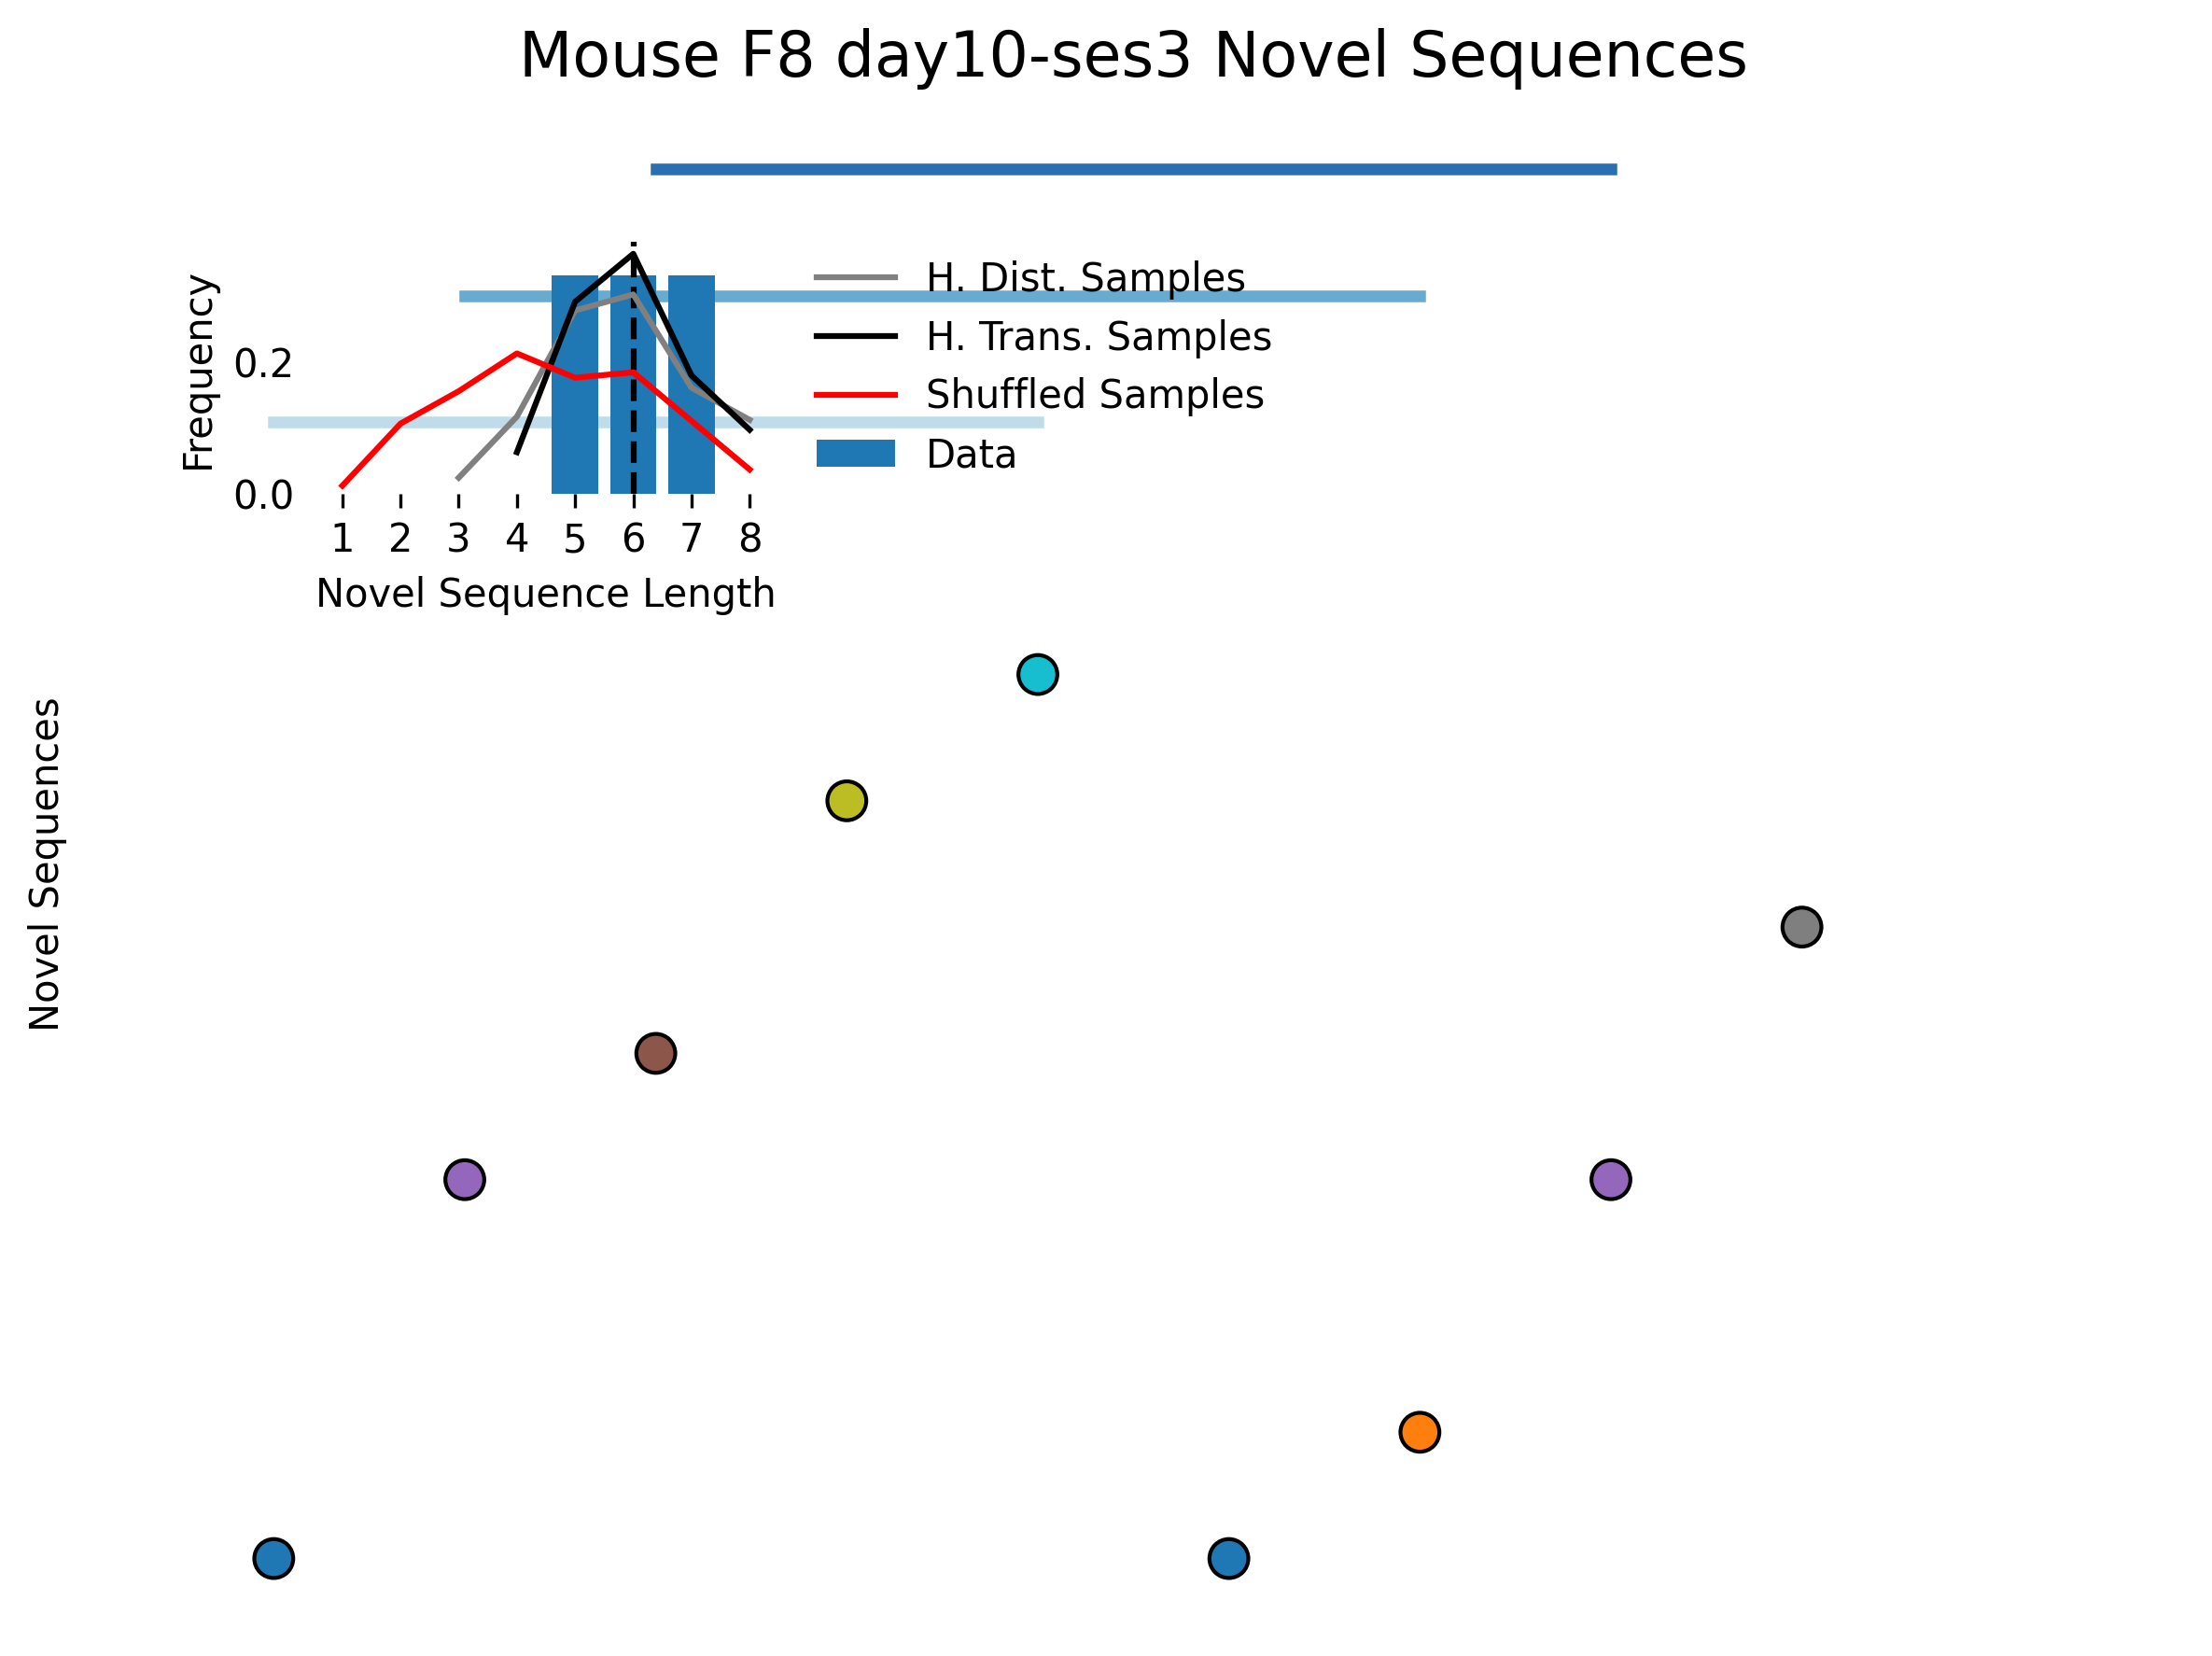 Mouse F8 day10-ses3 Novel Sequences
Frequency
0.2
0.0
1 2 3 4 5 6 7 8
Novel Sequence Length
H. Dist. Samples
H. Trans. Samples
Shuffled Samples
Data
Novel Sequences